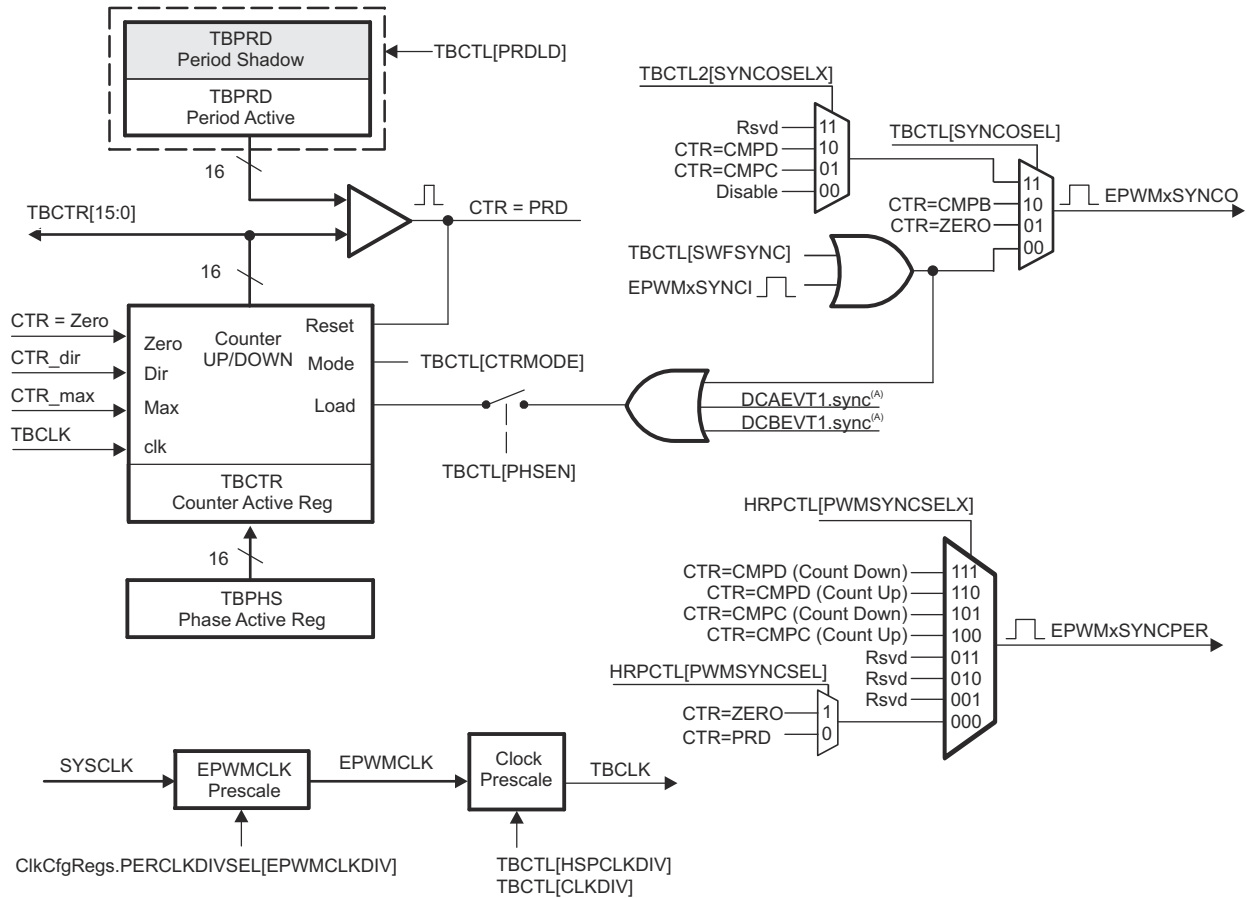 TBPRD
Period Shadow
TBPRD
Period Active
TBCTL[PRDLD]
16
TBCTR[15:0]
CTR = PRD
16
CTR = Zero
CTR_dir
CTR_max
TBCLK
Zero
Dir
Max
clk
Counter
UP/DOWN
Reset
Mode
Load
TBCTL[CTRMODE]
TBCTL[PHSEN]
TBCTR
Counter Active Reg
16
TBPHS
Phase Active Reg
TBCTL2[SYNCOSELX]
Rsvd
CTR=CMPD
CTR=CMPC
Disable
11
10
01
00
TBCTL[SYNCOSEL]
CTR=CMPB
CTR=ZERO
11
10
01
00
EPWMxSYNCO
TBCTL[SWFSYNC]
EPWMxSYNCI
DCAEVT1.sync(A)
DCBEVT1.sync(A)
HRPCTL[PWMSYNCSELX]
CTR=CMPD (Count Down)
CTR=CMPD (Count Up)
CTR=CMPC (Count Down)
CTR=CMPC (Count Up)
Rsvd
Rsvd
Rsvd
111
110
101
100
011
010
001
000
EPWMxSYNCPER
HRPCTL[PWMSYNCSEL]
CTR=ZERO
CTR=PRD
1
0
SYSCLK
EPWMCLK
Prescale
EPWMCLK
Clock
Prescale
TBCLK
ClkCfgRegs.PERCLKDIVSEL[EPWMCLKDIV]
TBCTL[HSPCLKDIV]
TBCTL[CLKDIV]